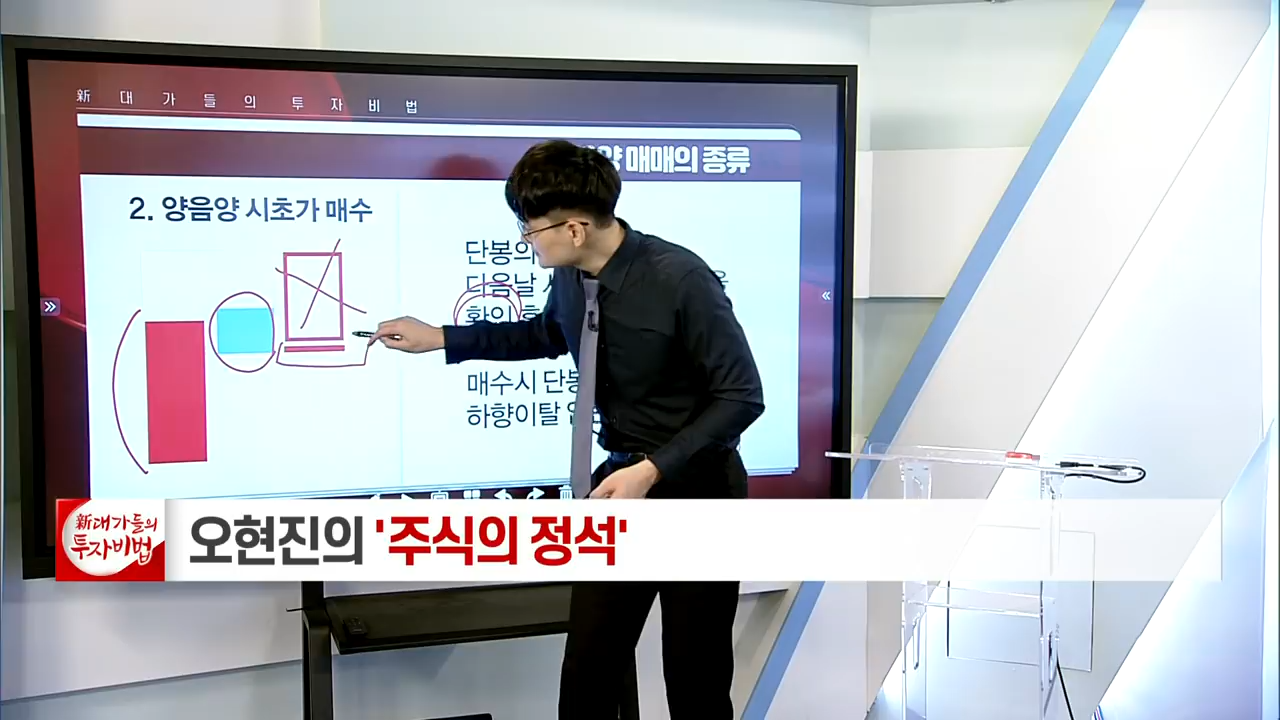 新 대 가 들 의 투 자 비 법
양 매매의 종류
2. 양음양 시초가 매수
단봉의
다음날
확인
매수시 단봉
하향이탈
新대가들의
투자비법
오현진의 '주식의 정석'